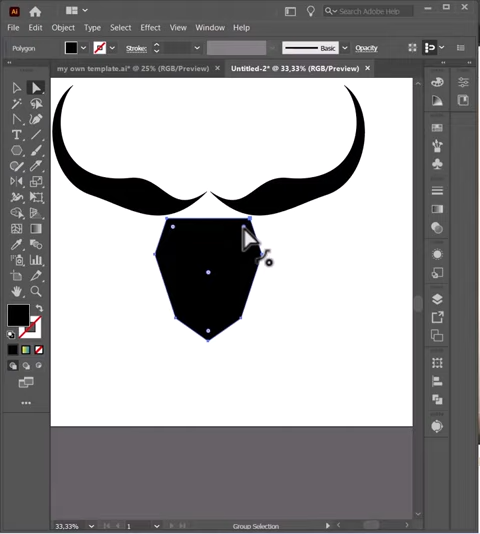 Ai
Search Adobe Help
File Edit Object Type Select Effect View Window Help
Polygon Stroke: Basic Opacity
my own template.ai* @ 25% (RGB/Preview) × Untitled-2* @ 33,33% (RGB/Preview) ×
33,33% 1 Group Selection